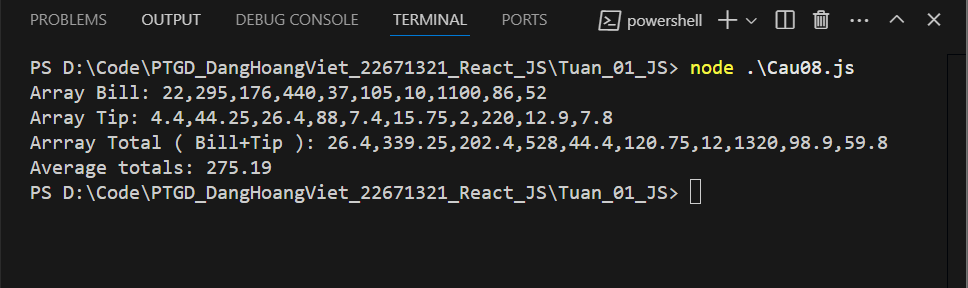 PROBLEMS OUTPUT DEBUG CONSOLE TERMINAL PORTS powershell
PS D:\Code\PTGD_DangHoangViet_22671321_React_JS\Tuan_01_JS> node .\Cau08.js
Array Bill: 22,295,176,440,37,105,10,1100,86,52
Array Tip: 4.4,44.25,26.4,88,7.4,15.75,2,220,12.9,7.8
Arrray Total ( Bill+Tip ): 26.4,339.25,202.4,528,44.4,120.75,12,1320,98.9,59.8
Average totals: 275.19
PS D:\Code\PTGD_DangHoangViet_22671321_React_JS\Tuan_01_JS>